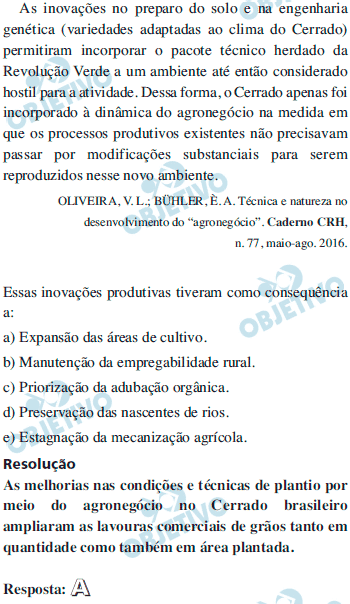 As inovações no preparo do solo e na engenharia
genética (variedades adaptadas ao clima do Cerrado)
permitiram incorporar o pacote técnico herdado da
Revolução Verde a um ambiente até então considerado
hostil para a atividade. Dessa forma, o Cerrado apenas foi
incorporado à dinâmica do agronegócio na medida em
que os processos produtivos existentes não precisavam
passar por modificações substanciais para serem
reproduzidos nesse novo ambiente.
OLIVEIRA, V. L.; BÜHLER, È. A. Técnica e natureza no
desenvolvimento do “agronegócio”. Caderno CRH,
n. 77, maio-ago. 2016.
Essas inovações produtivas tiveram como consequência
a:
a) Expansão das áreas de cultivo.
b) Manutenção da empregabilidade rural.
c) Priorização da adubação orgânica.
d) Preservação das nascentes de rios.
e) Estagnação da mecanização agrícola.
Resolução
As melhorias nas condições e técnicas de plantio por
meio do agronegócio no Cerrado brasileiro
ampliaram as lavouras comerciais de grãos tanto em
quantidade como também em área plantada.
Resposta: A
OBJETIVO
OBJETIVO
OBJETIVO
OBJETIVO
OBJETIVO